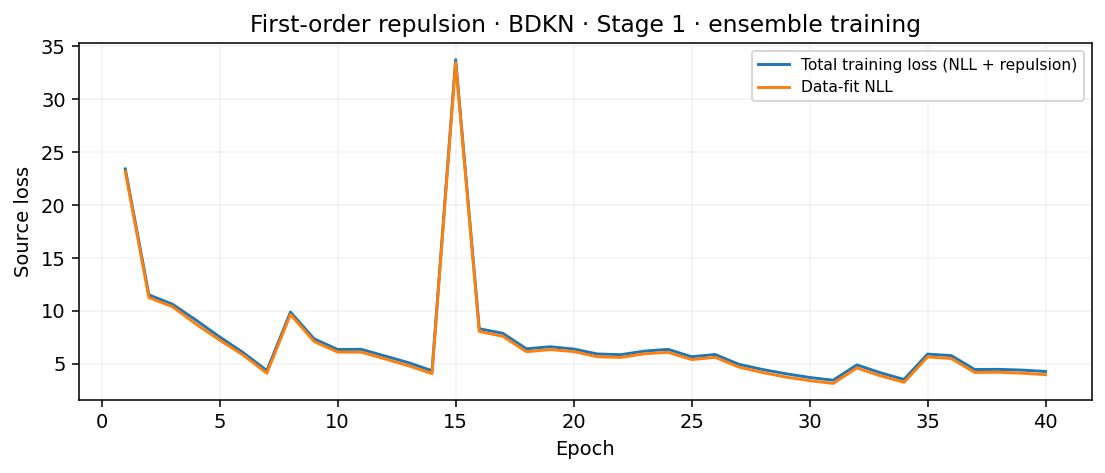 First-order repulsion · BDKN · Stage 1 · ensemble training
Total training loss (NLL + repulsion)
Data-fit NLL
Source loss
35
30
25
20
15
10
5
0 5 10 15 20 25 30 35 40
Epoch